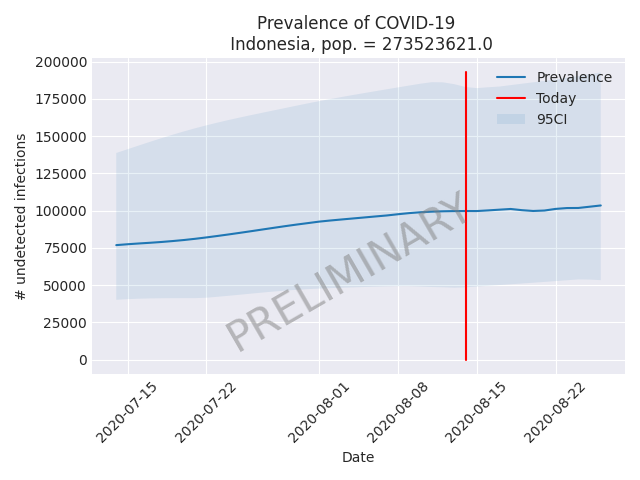 Prevalence of COVID-19
Indonesia, pop. = 273523621.0
200000
175000
150000
125000
100000
75000
50000
25000
0
# undetected infections
Prevalence
Today
95CI
PRELIMINARY
2020-07-15
2020-07-22
2020-08-01
2020-08-08
2020-08-15
2020-08-22
Date